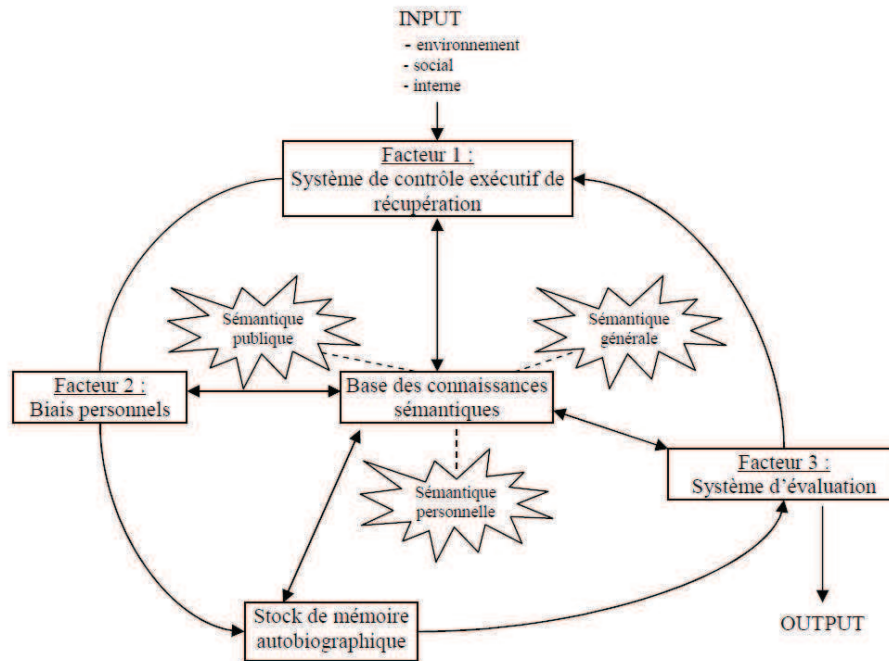 INPUT
- environnement
- social
- interne
Facteur 1 :
Système de contrôle exécutif de
récupération
Sémantique
publique
Sémantique
générale
Facteur 2 :
Biais personnels
Base des connaissances
sémantiques
Facteur 3 :
Système d'évaluation
Sémantique
personnelle
Stock de mémoire
autobiographique
OUTPUT